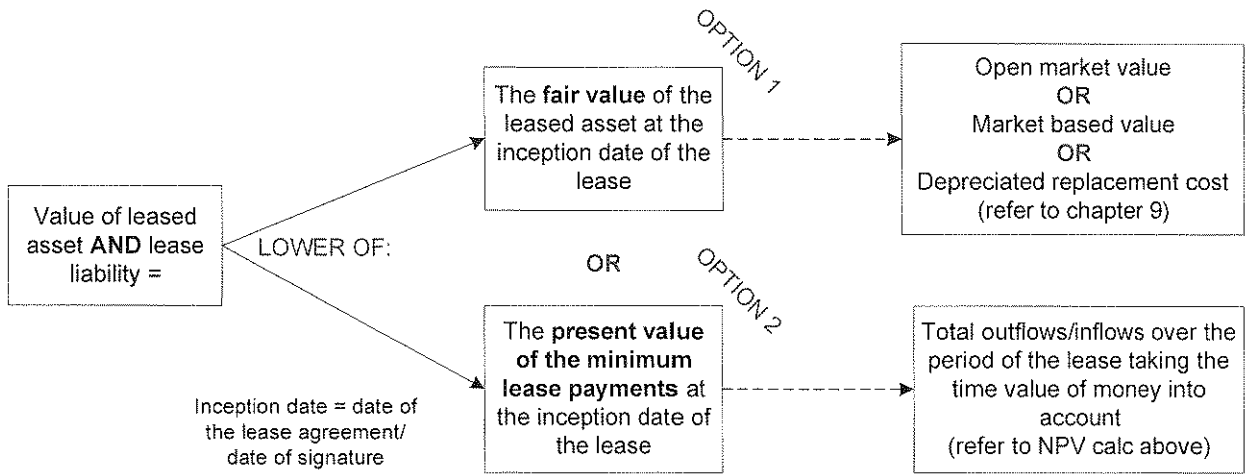 OPTION 1
The fair value of the
leased asset at the
inception date of the
lease
Open market value
OR
Market based value
OR
Depreciated replacement cost
(refer to chapter 9)
Value of leased
asset AND lease
liability =
LOWER OF:
OR
OPTION 2
The present value
of the minimum
lease payments at
the inception date of
the lease
Total outflows/inflows over the
period of the lease taking the
time value of money into
account
(refer to NPV calc above)
Inception date = date of
the lease agreement/
date of signature